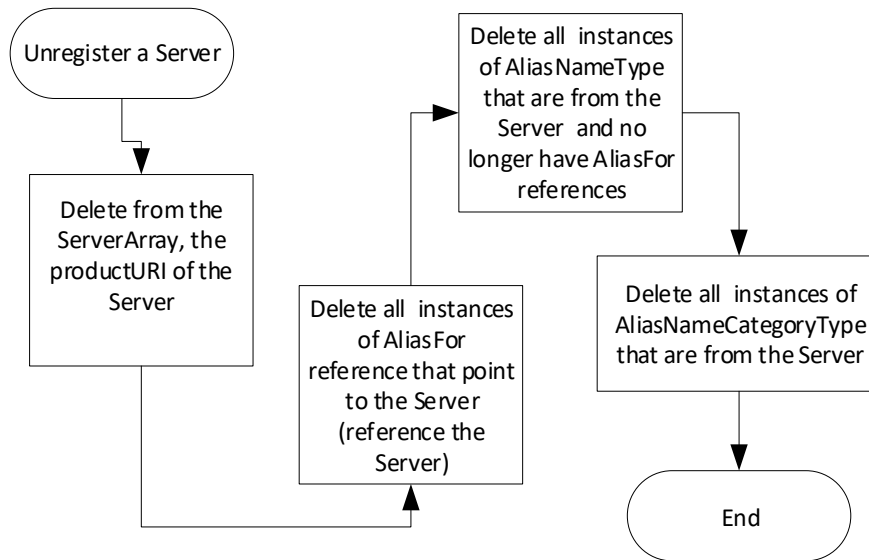 Unregister a Server
Delete from the
ServerArray, the
productURI of the
Server
Delete all instances
of AliasFor
reference that point
to the Server
(reference the
Server)
Delete all instances
of AliasNameType
that are from the
Server and no
longer have AliasFor
references
Delete all instances of
AliasNameCategoryType
that are from the Server
End